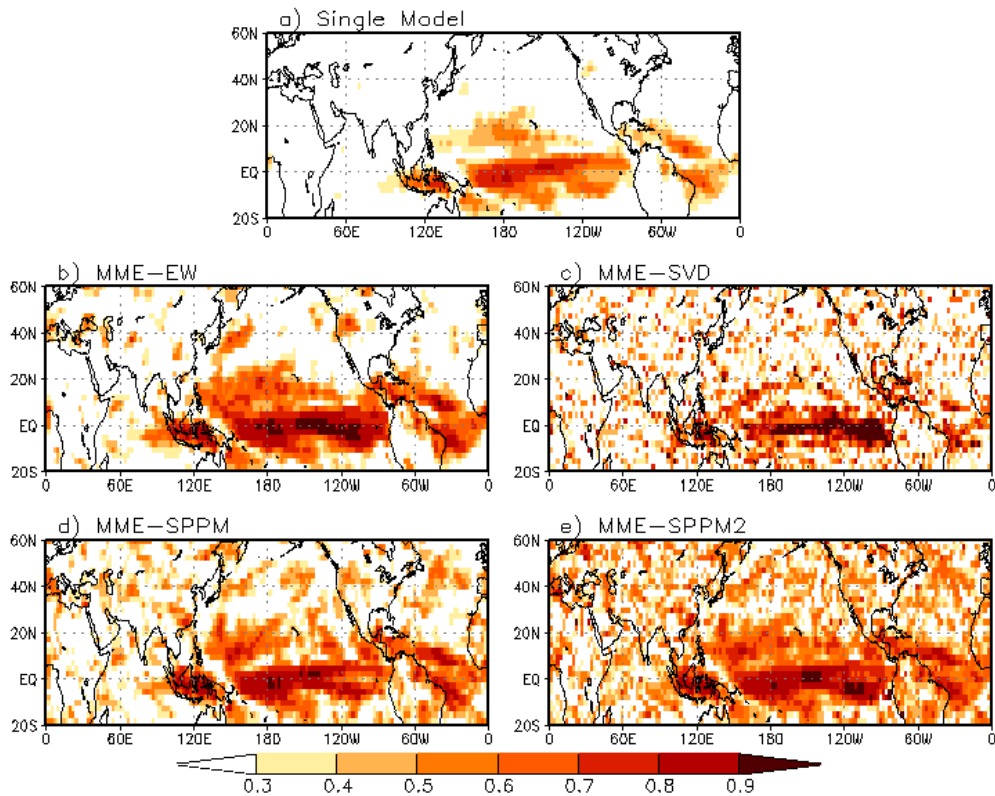 a) Single Model
60N
40N
20N
EQ
20S
0 60E 120E 180 120W 60W 0
b) MME-EW
60N
40N
20N
EQ
20S
0 60E 120E 180 120W 60W 0
c) MME-SVD
60N
40N
20N
EQ
20S
0 60E 120E 180 120W 60W 0
d) MME-SPPM
60N
40N
20N
EQ
20S
0 60E 120E 180 120W 60W 0
e) MME-SPPM2
60N
40N
20N
EQ
20S
0 60E 120E 180 120W 60W 0
0.3 0.4 0.5 0.6 0.7 0.8 0.9